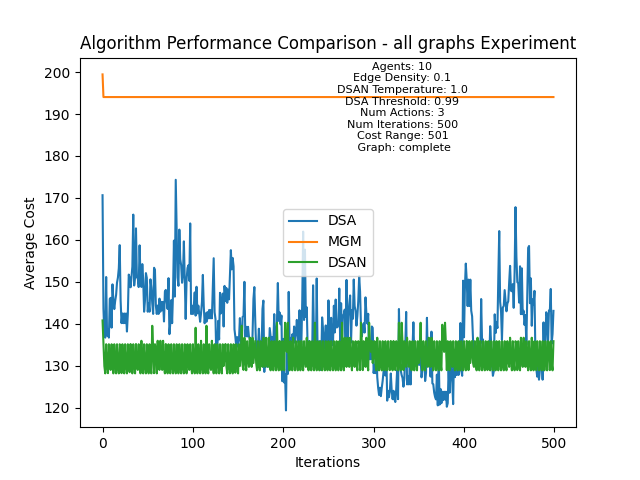 Algorithm Performance Comparison - all graphs Experiment
Agents: 10
Edge Density: 0.1
DSAN Temperature: 1.0
DSA Threshold: 0.99
Num Actions: 3
Num Iterations: 500
Cost Range: 501
Graph: complete
200
190
180
170
160
150
140
130
120
Average Cost
DSA
MGM
DSAN
0
100
200
300
400
500
Iterations